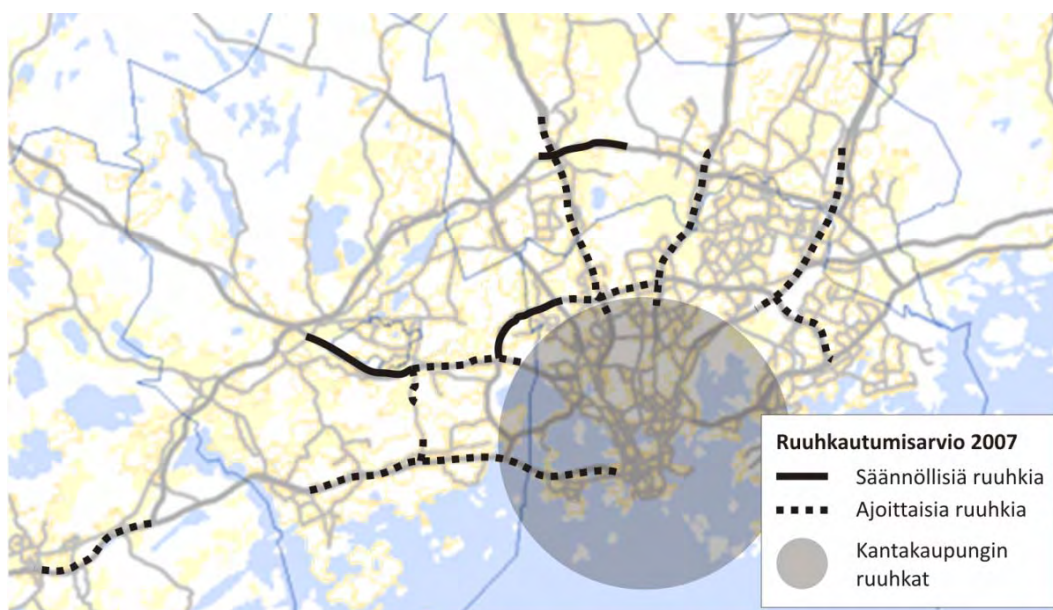 Ruuhkautumisarvio 2007
Säännöllisiä ruuhkia
Ajoittaisia ruuhkia
Kantakaupungin
ruuhkat